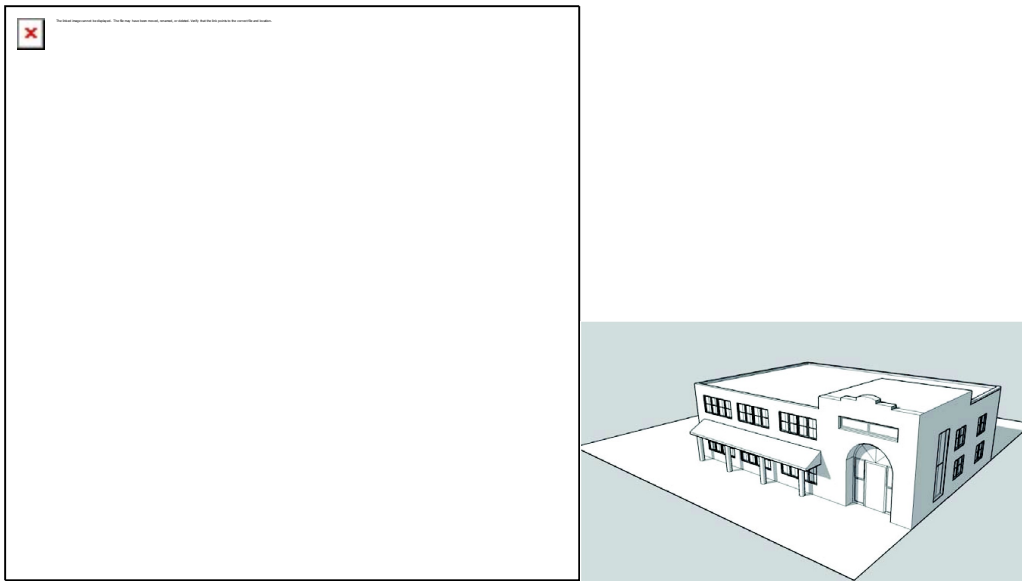 The linked image cannot be displayed. The file may have been moved, renamed, or deleted. Verify that the link points to the correct file and location.